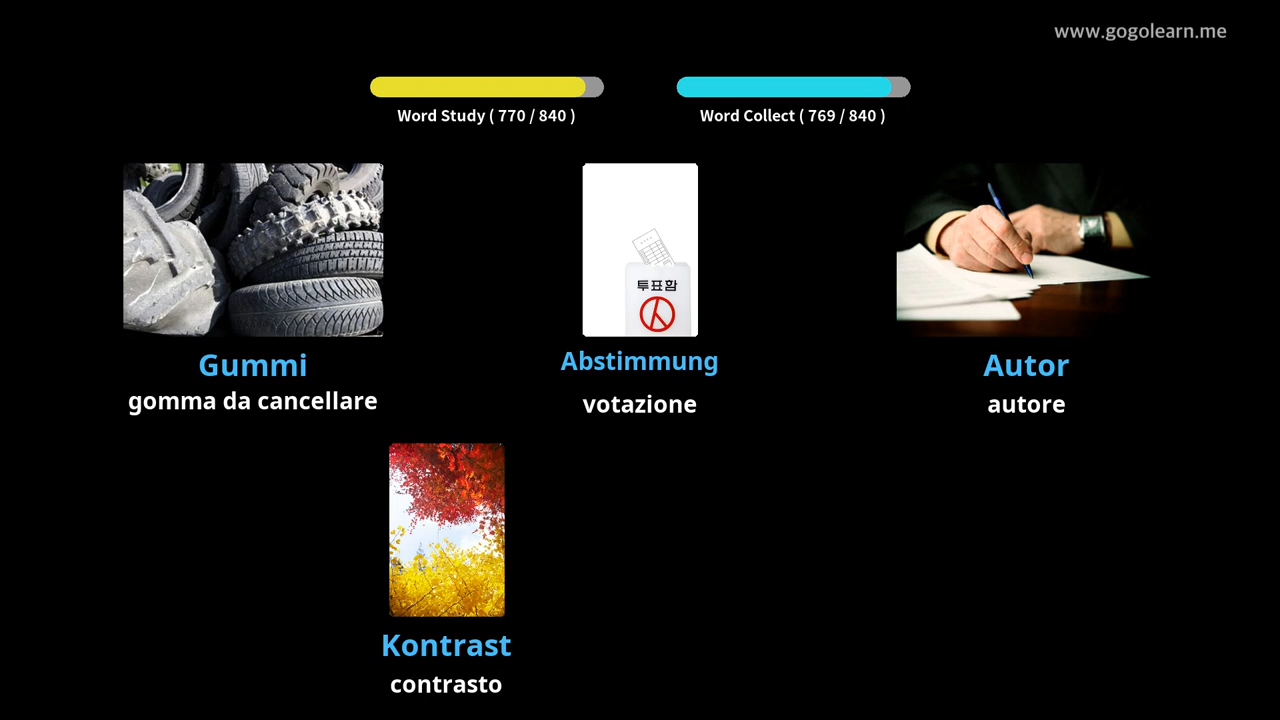 www.gogolearn.me
Word Study ( 770 / 840 )
Word Collect ( 769 / 840 )
투표함
Gummi
gomma da cancellare
Abstimmung
votazione
Autor
autore
Kontrast
contrasto